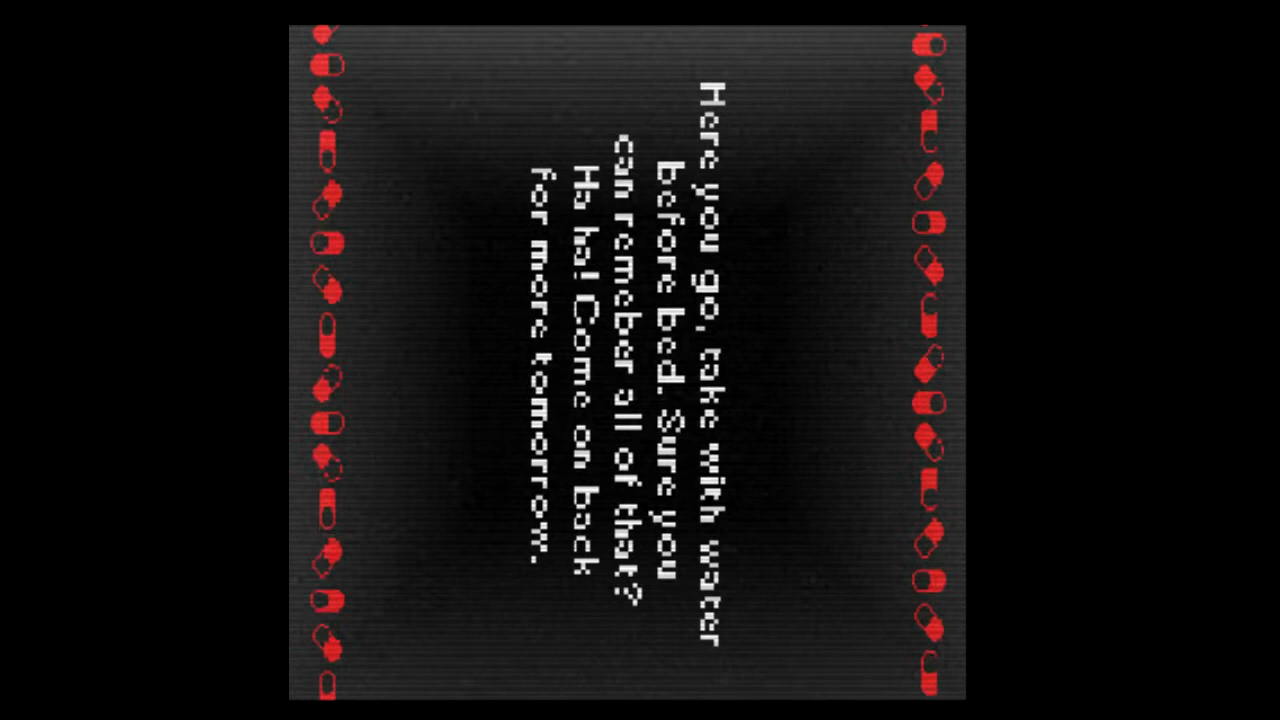 Here you go, take with water
before bed. Sure you
can remeber all of that?
Ha ha! Come on back
for more tomorrow.